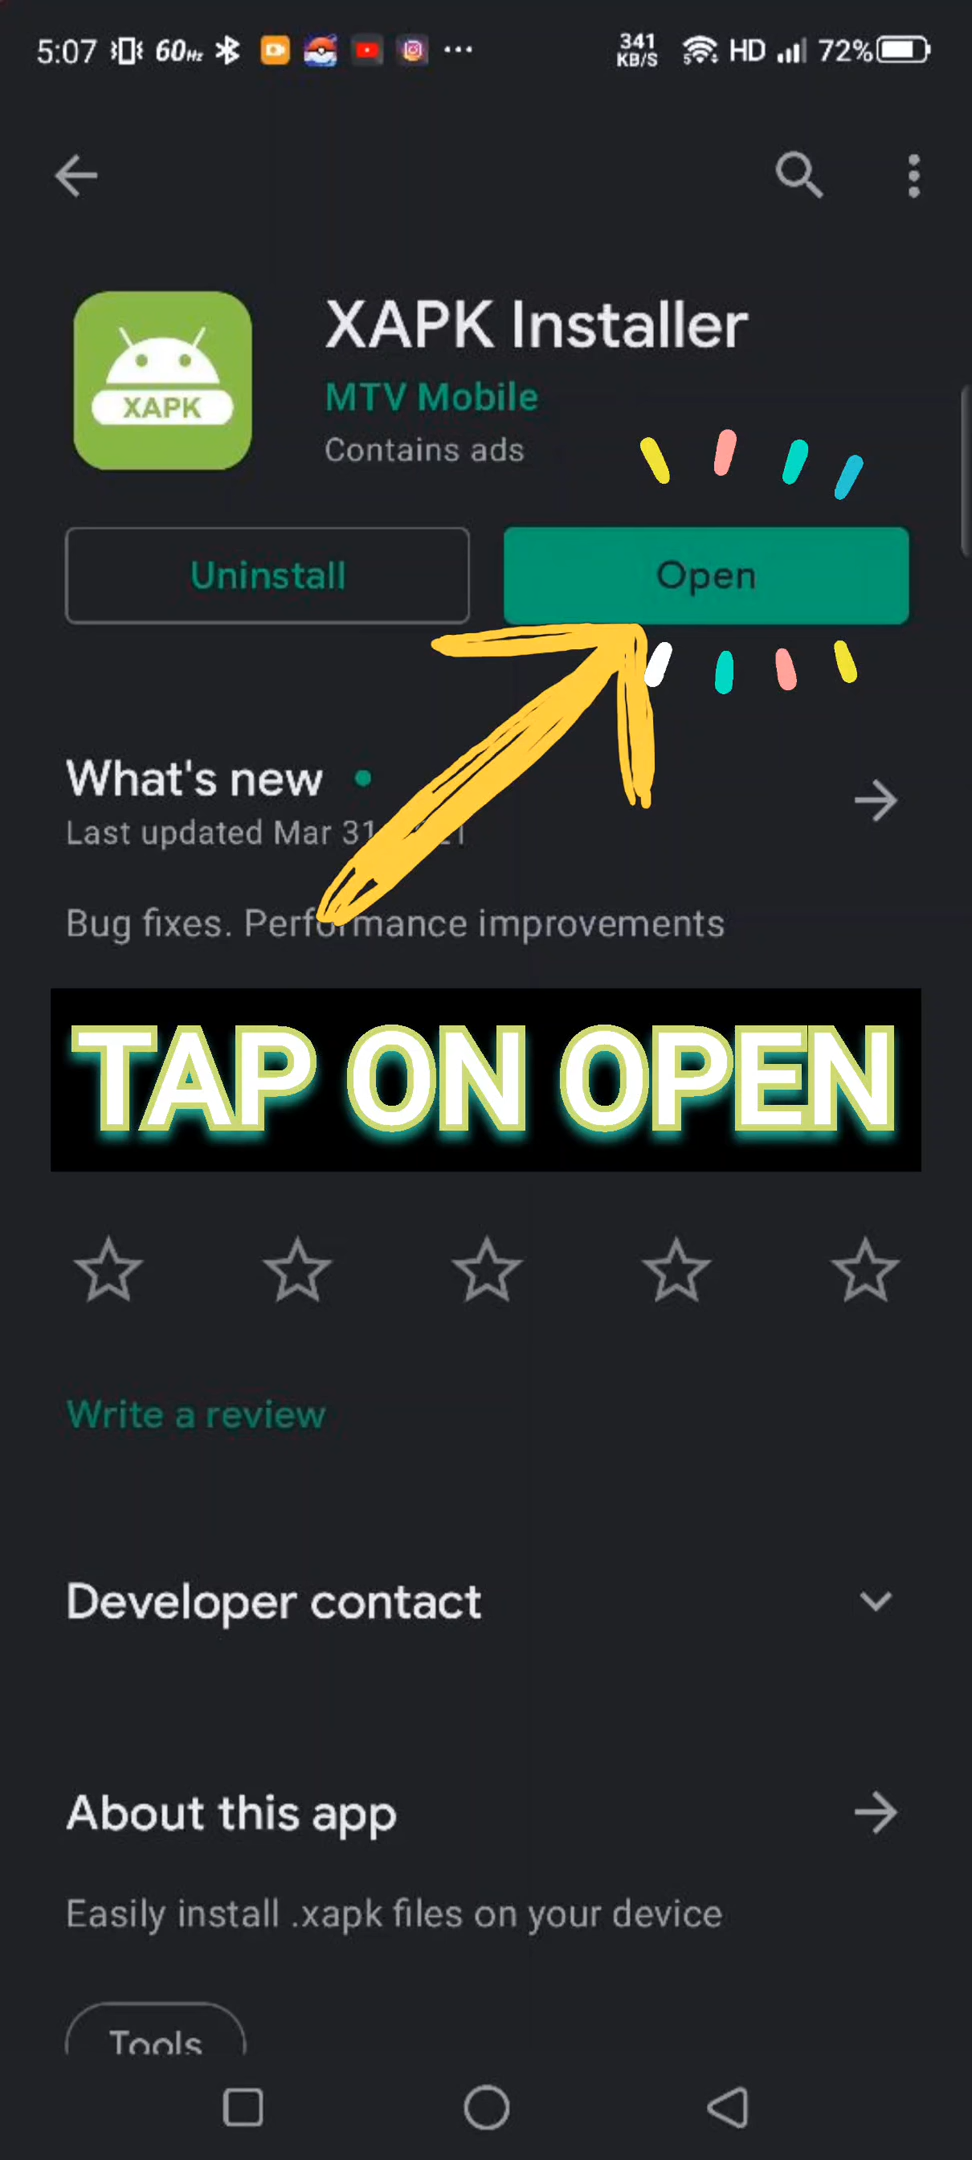 5:07 60Hz 341 KB/S 5 HD 72%
XAPK Installer
XAPK
MTV Mobile
Contains ads
Uninstall
Open
What's new
Last updated Mar 31
Bug fixes. Performance improvements
TAP ON OPEN
Write a review
Developer contact
About this app
Easily install .xapk files on your device
Tools